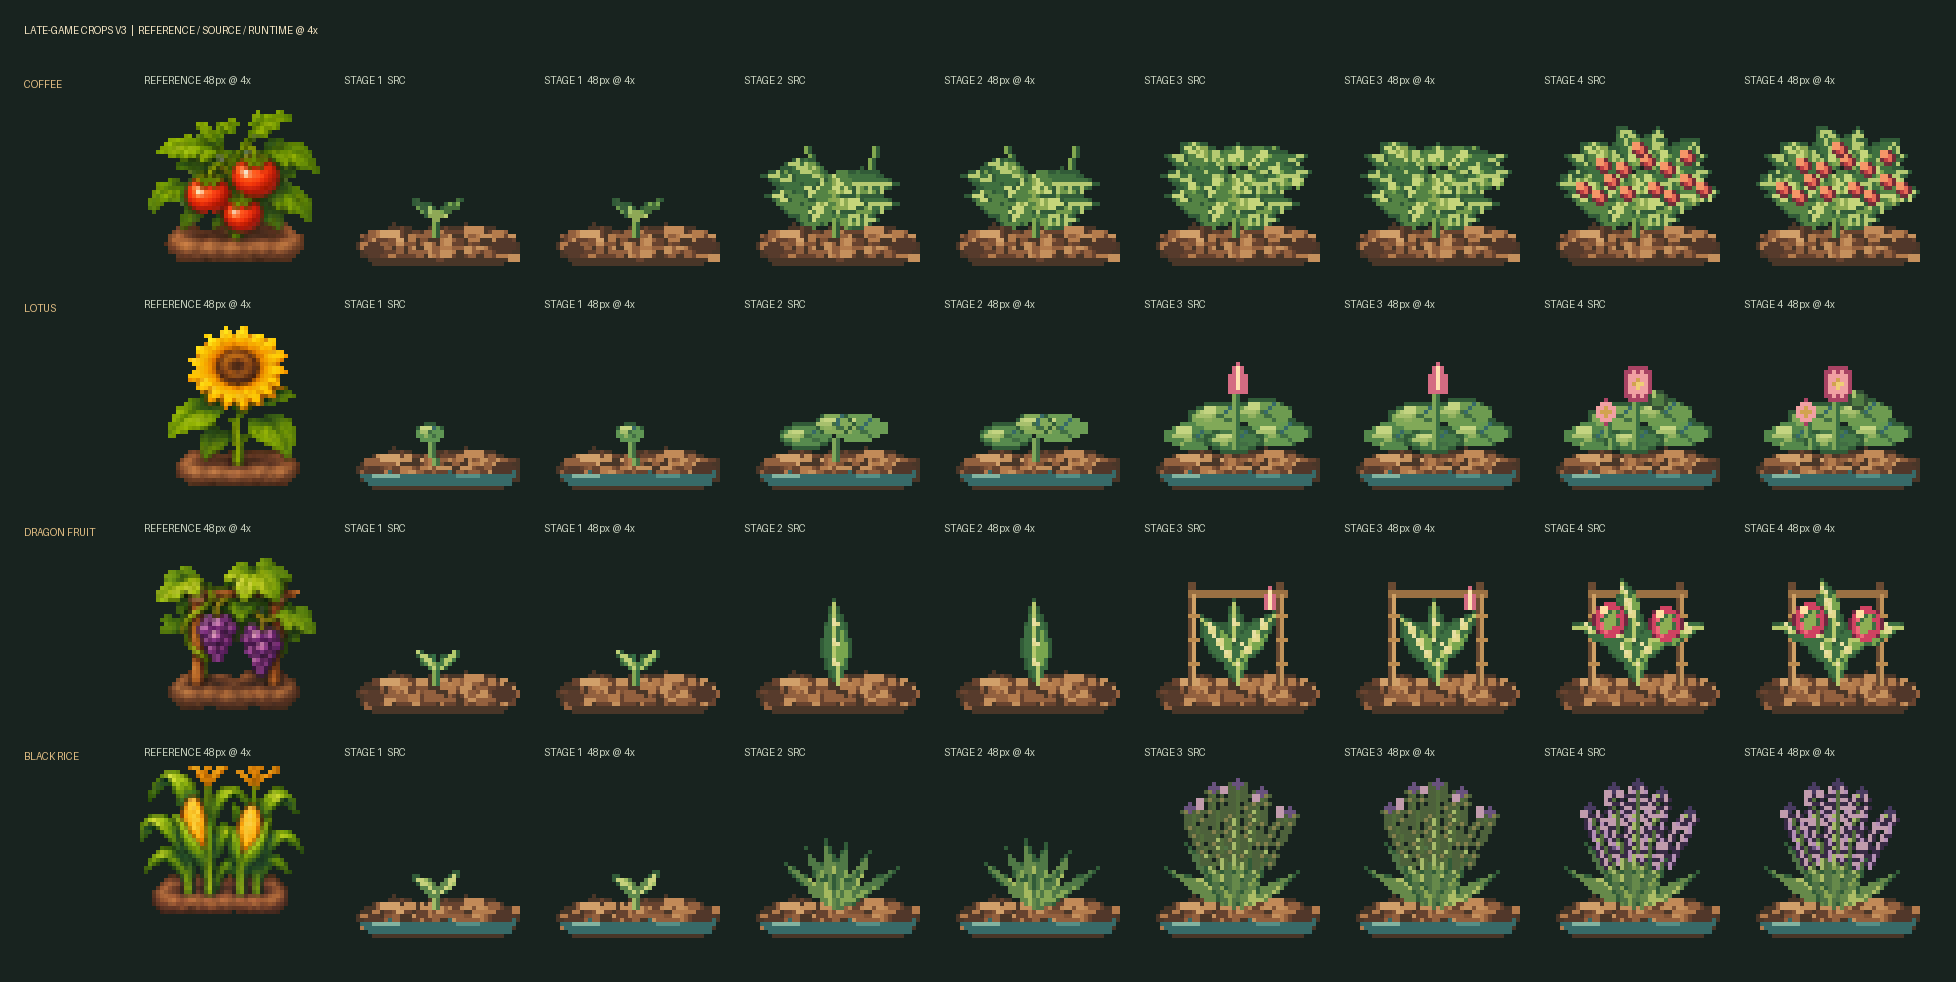 LATE-GAME CROPS V3 | REFERENCE / SOURCE / RUNTIME @ 4x
COFFEE
REFERENCE 48px @ 4x
STAGE 1 SRC
STAGE 1 48px @ 4x
STAGE 2 SRC
STAGE 2 48px @ 4x
STAGE 3 SRC
STAGE 3 48px @ 4x
STAGE 4 SRC
STAGE 4 48px @ 4x
LOTUS
REFERENCE 48px @ 4x
STAGE 1 SRC
STAGE 1 48px @ 4x
STAGE 2 SRC
STAGE 2 48px @ 4x
STAGE 3 SRC
STAGE 3 48px @ 4x
STAGE 4 SRC
STAGE 4 48px @ 4x
DRAGON FRUIT
REFERENCE 48px @ 4x
STAGE 1 SRC
STAGE 1 48px @ 4x
STAGE 2 SRC
STAGE 2 48px @ 4x
STAGE 3 SRC
STAGE 3 48px @ 4x
STAGE 4 SRC
STAGE 4 48px @ 4x
BLACK RICE
REFERENCE 48px @ 4x
STAGE 1 SRC
STAGE 1 48px @ 4x
STAGE 2 SRC
STAGE 2 48px @ 4x
STAGE 3 SRC
STAGE 3 48px @ 4x
STAGE 4 SRC
STAGE 4 48px @ 4x